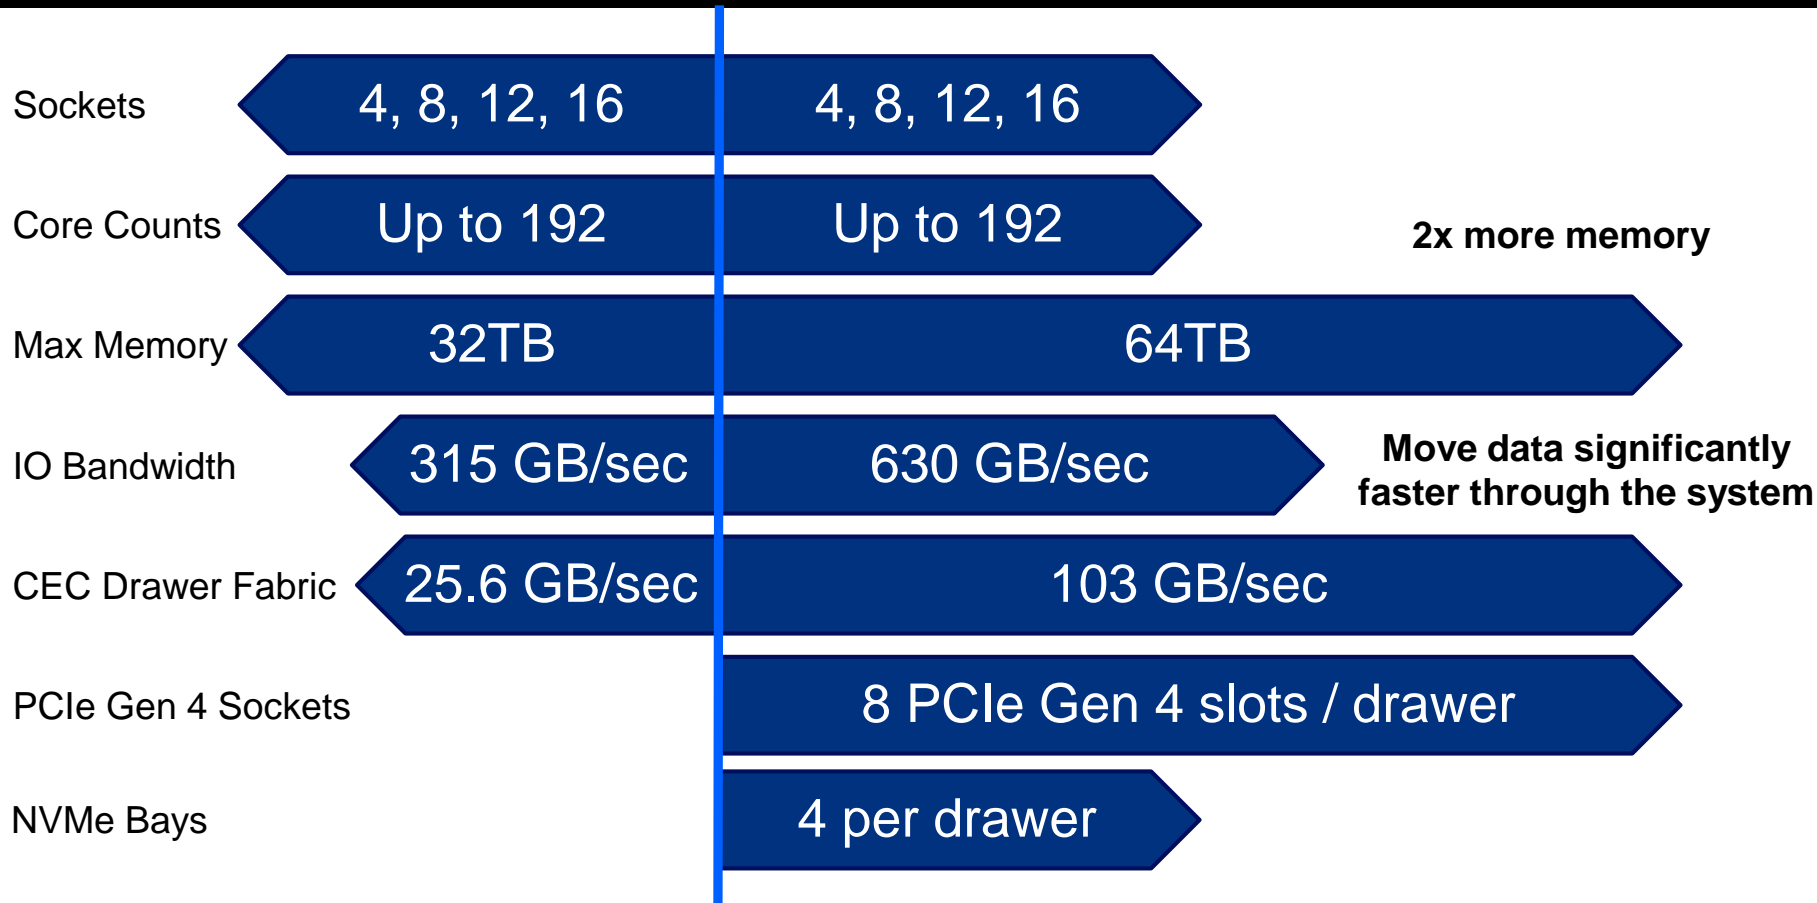 Sockets
4, 8, 12, 16
4, 8, 12, 16
Core Counts
Up to 192
Up to 192
2x more memory
Max Memory
32TB
64TB
IO Bandwidth
315 GB/sec
630 GB/sec
Move data significantly
faster through the system
CEC Drawer Fabric
25.6 GB/sec
103 GB/sec
PCIe Gen 4 Sockets
8 PCIe Gen 4 slots / drawer
NVMe Bays
4 per drawer